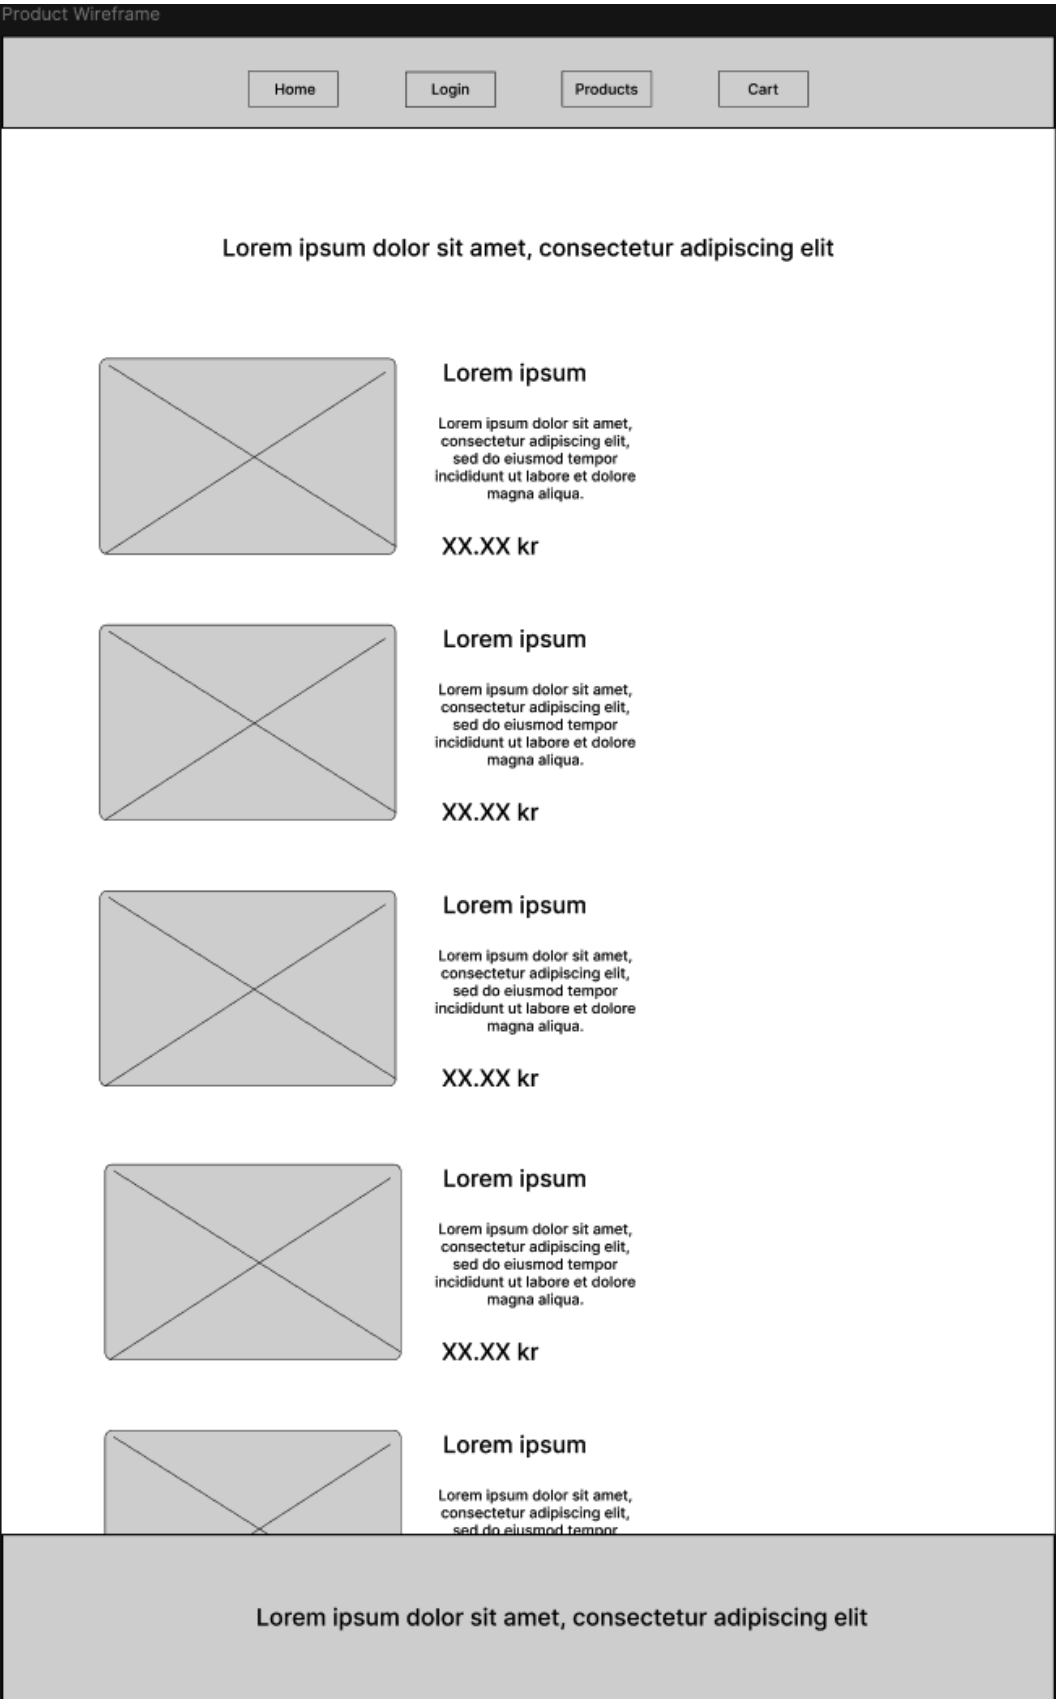 Product Wireframe
Home Login Products Cart
Lorem ipsum dolor sit amet, consectetur adipiscing elit
Lorem ipsum
Lorem ipsum dolor sit amet,
consectetur adipiscing elit,
sed do eiusmod tempor
incididunt ut labore et dolore
magna aliqua.
XX.XX kr
Lorem ipsum
Lorem ipsum dolor sit amet,
consectetur adipiscing elit,
sed do eiusmod tempor
incididunt ut labore et dolore
magna aliqua.
XX.XX kr
Lorem ipsum
Lorem ipsum dolor sit amet,
consectetur adipiscing elit,
sed do eiusmod tempor
incididunt ut labore et dolore
magna aliqua.
XX.XX kr
Lorem ipsum
Lorem ipsum dolor sit amet,
consectetur adipiscing elit,
sed do eiusmod tempor
incididunt ut labore et dolore
magna aliqua.
XX.XX kr
Lorem ipsum
Lorem ipsum dolor sit amet,
consectetur adipiscing elit,
sed do eiusmod tempor
Lorem ipsum dolor sit amet, consectetur adipiscing elit